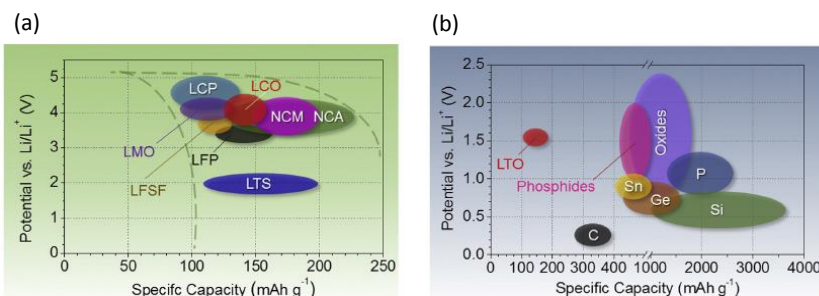 (a)
5
4
3
2
1
0
Potential vs. Li/Li+ (V)
LCP
LCO
NCM
NCA
LMO
LFP
LFSF
LTS
0
50
100
150
200
250
Specifc Capacity (mAh g-1)
(b)
2.5
2.0
1.5
1.0
0.5
0.0
Potential vs. Li/Li+ (V)
Oxides
LTO
P
Phosphides
Sn
Ge
Si
C
0
100
200
300
400
1000
2000
3000
4000
Specific Capacity (mAh g-1)